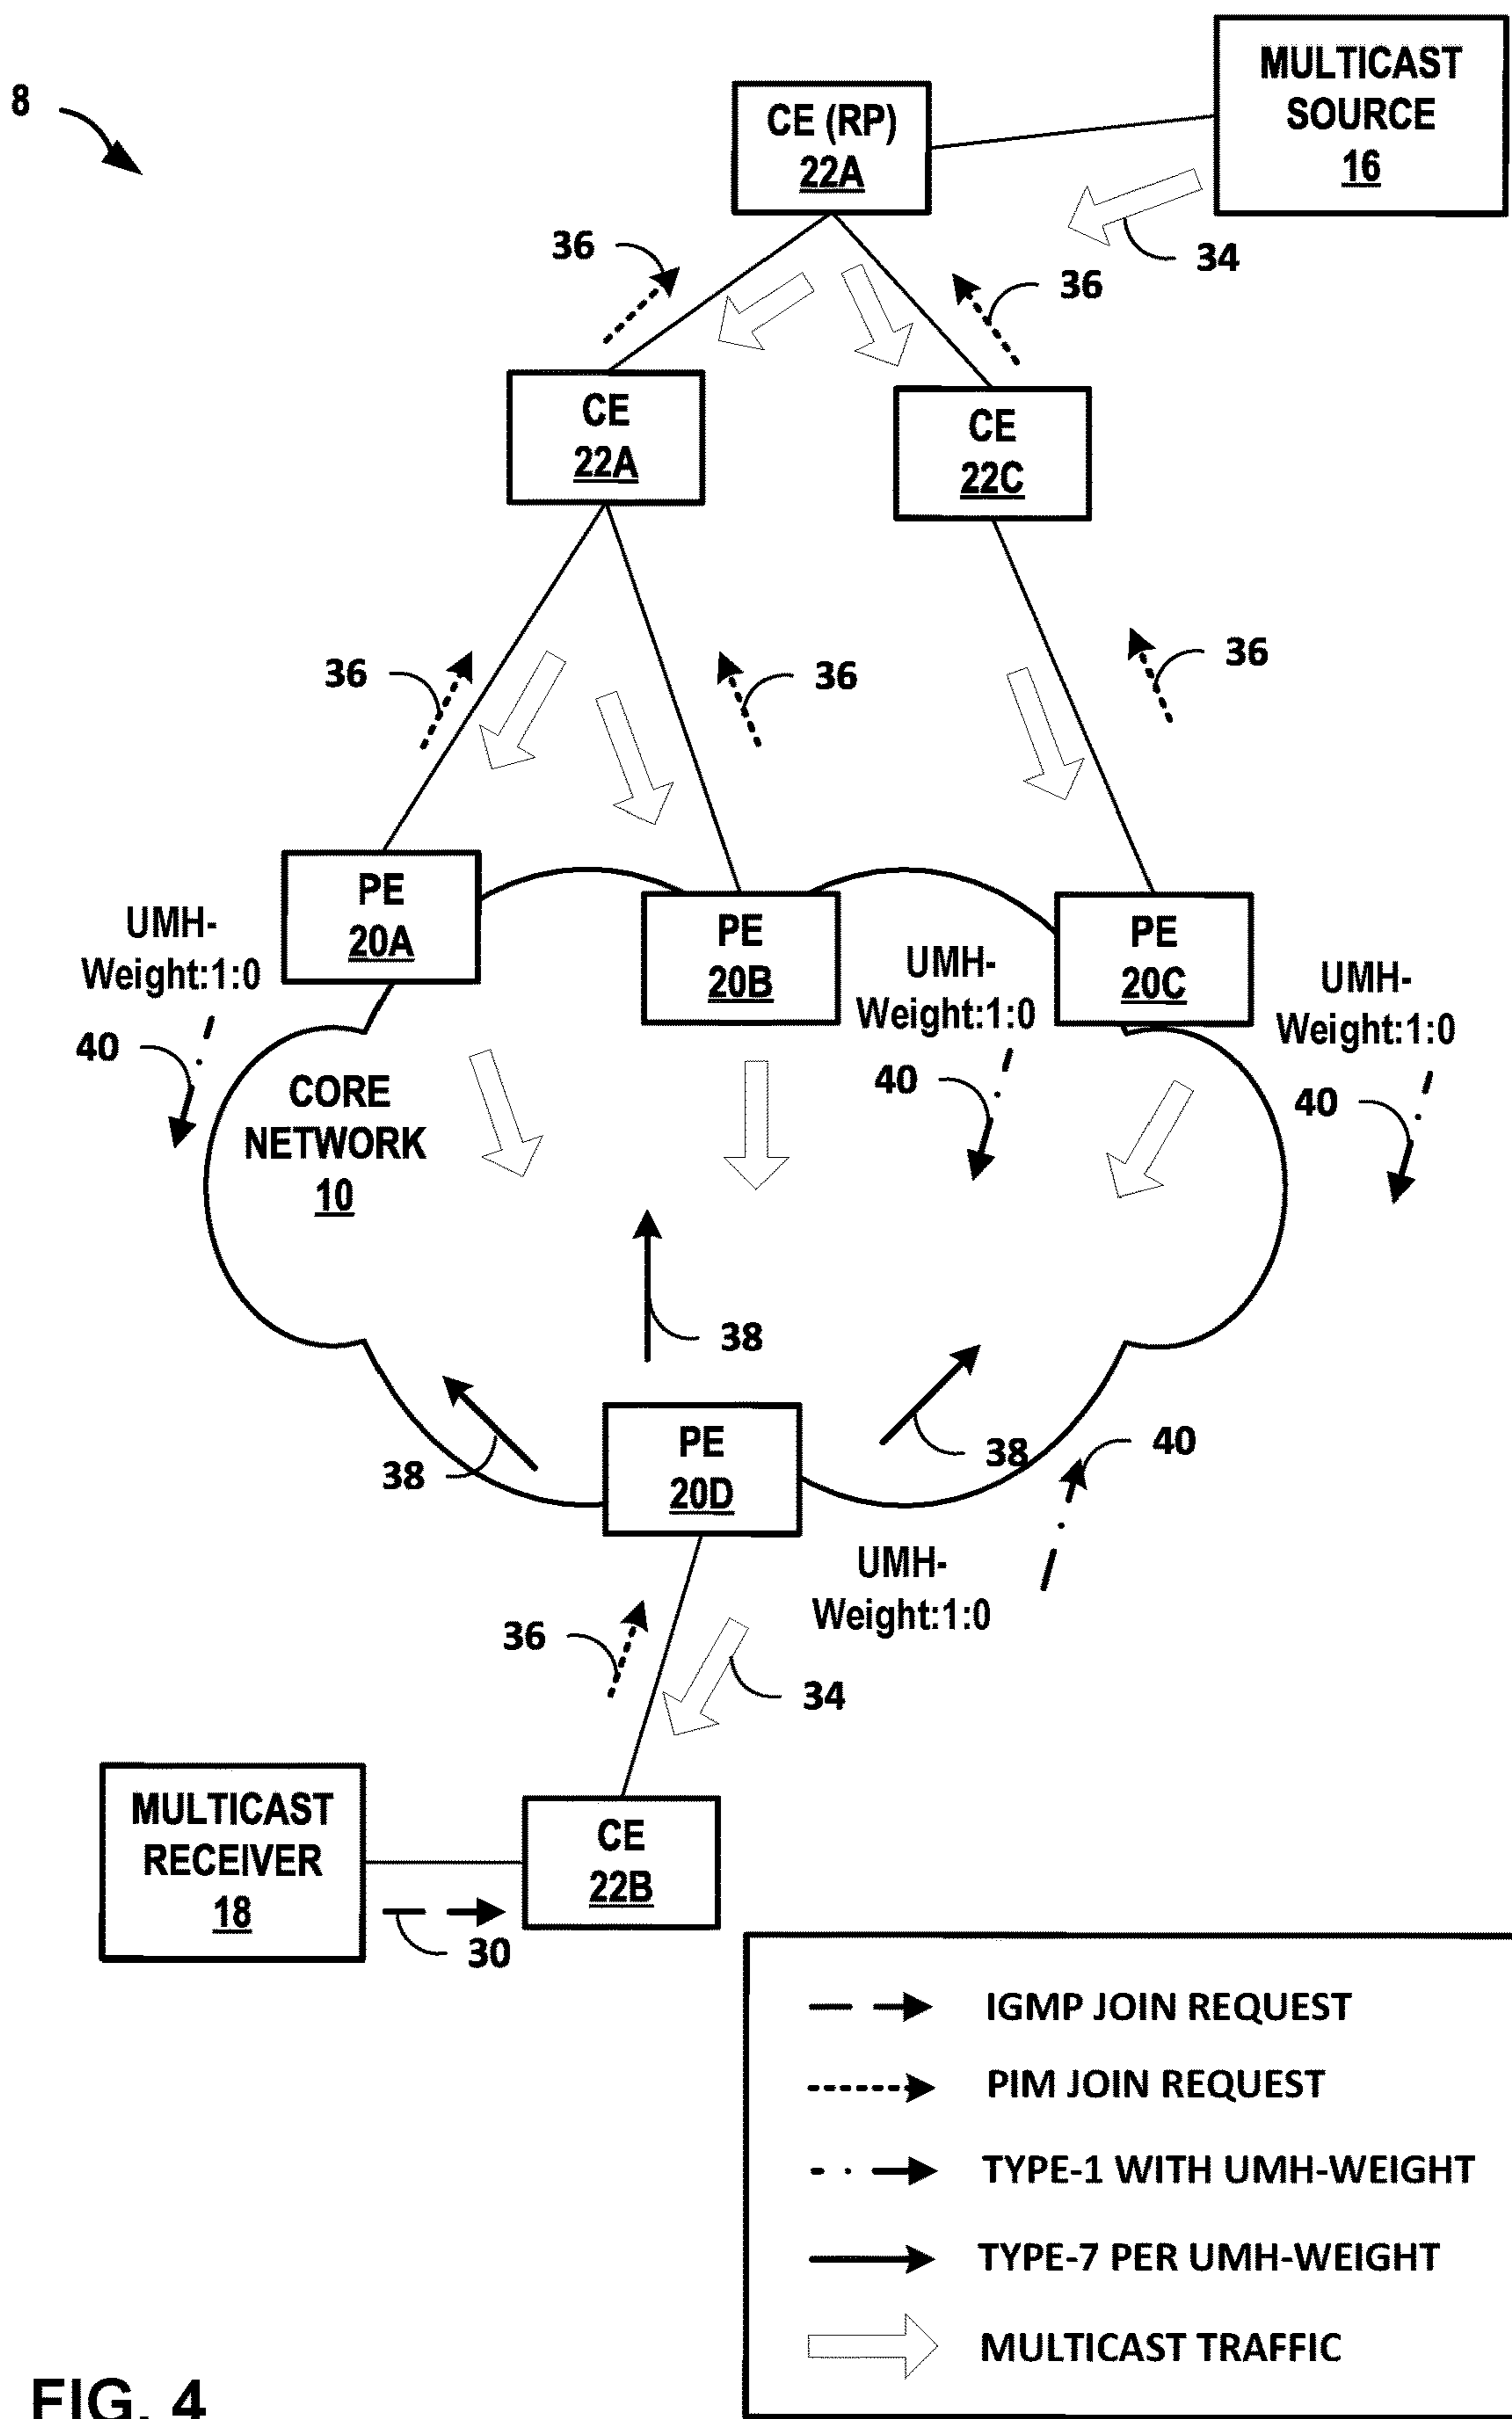 8
CE (RP)
22A
MULTICAST
SOURCE
16
34
36
36
CE
22A
CE
22C
36
36
36
PE
20A
PE
20B
PE
20C
UMH-
Weight:1:0
40
UMH-
Weight:1:0
40
UMH-
Weight:1:0
40
CORE
NETWORK
10
38
38
38
PE
20D
40
UMH-
Weight:1:0
36
34
MULTICAST
RECEIVER
18
CE
22B
30
IGMP JOIN REQUEST
PIM JOIN REQUEST
TYPE-1 WITH UMH-WEIGHT
TYPE-7 PER UMH-WEIGHT
MULTICAST TRAFFIC
FIG. 4